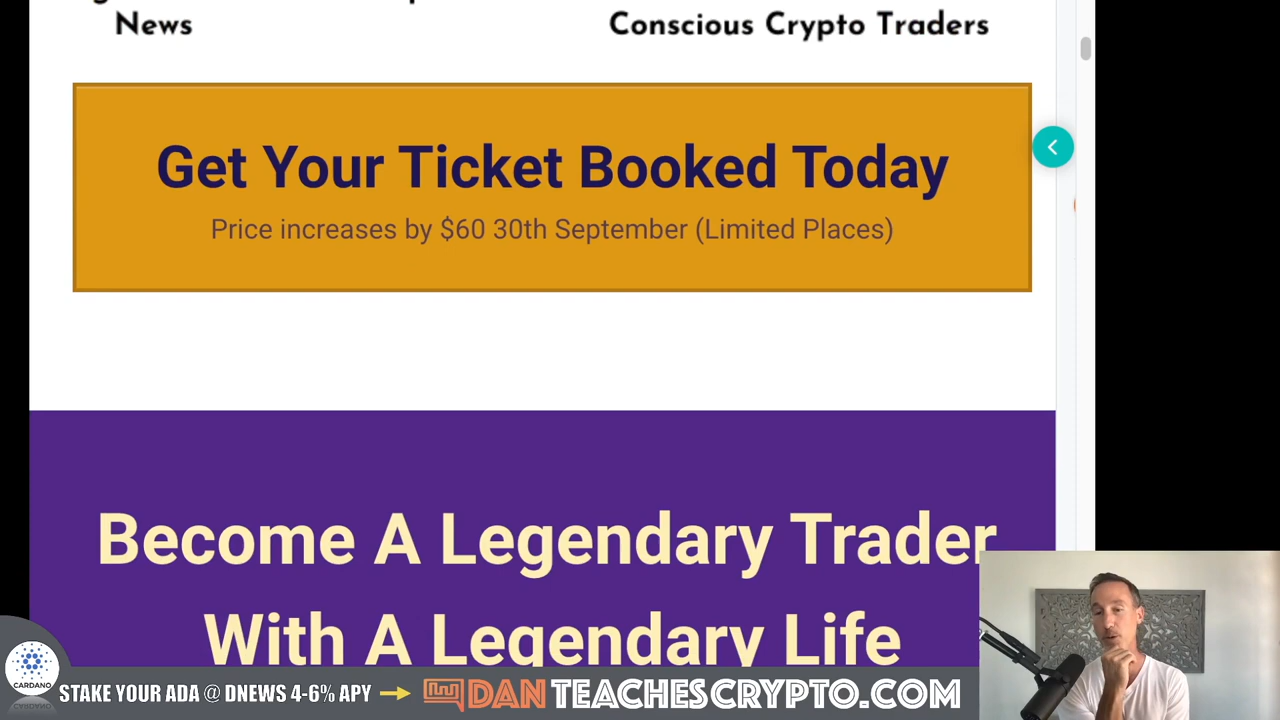 News
Conscious Crypto Traders
Get Your Ticket Booked Today
Price increases by $60 30th September (Limited Places)
Become A Legendary Trader
With A Legendary Life
CARDANO
STAKE YOUR ADA @ DNEWS 4-6% APY
DANTEACHESCRYPTO.COM